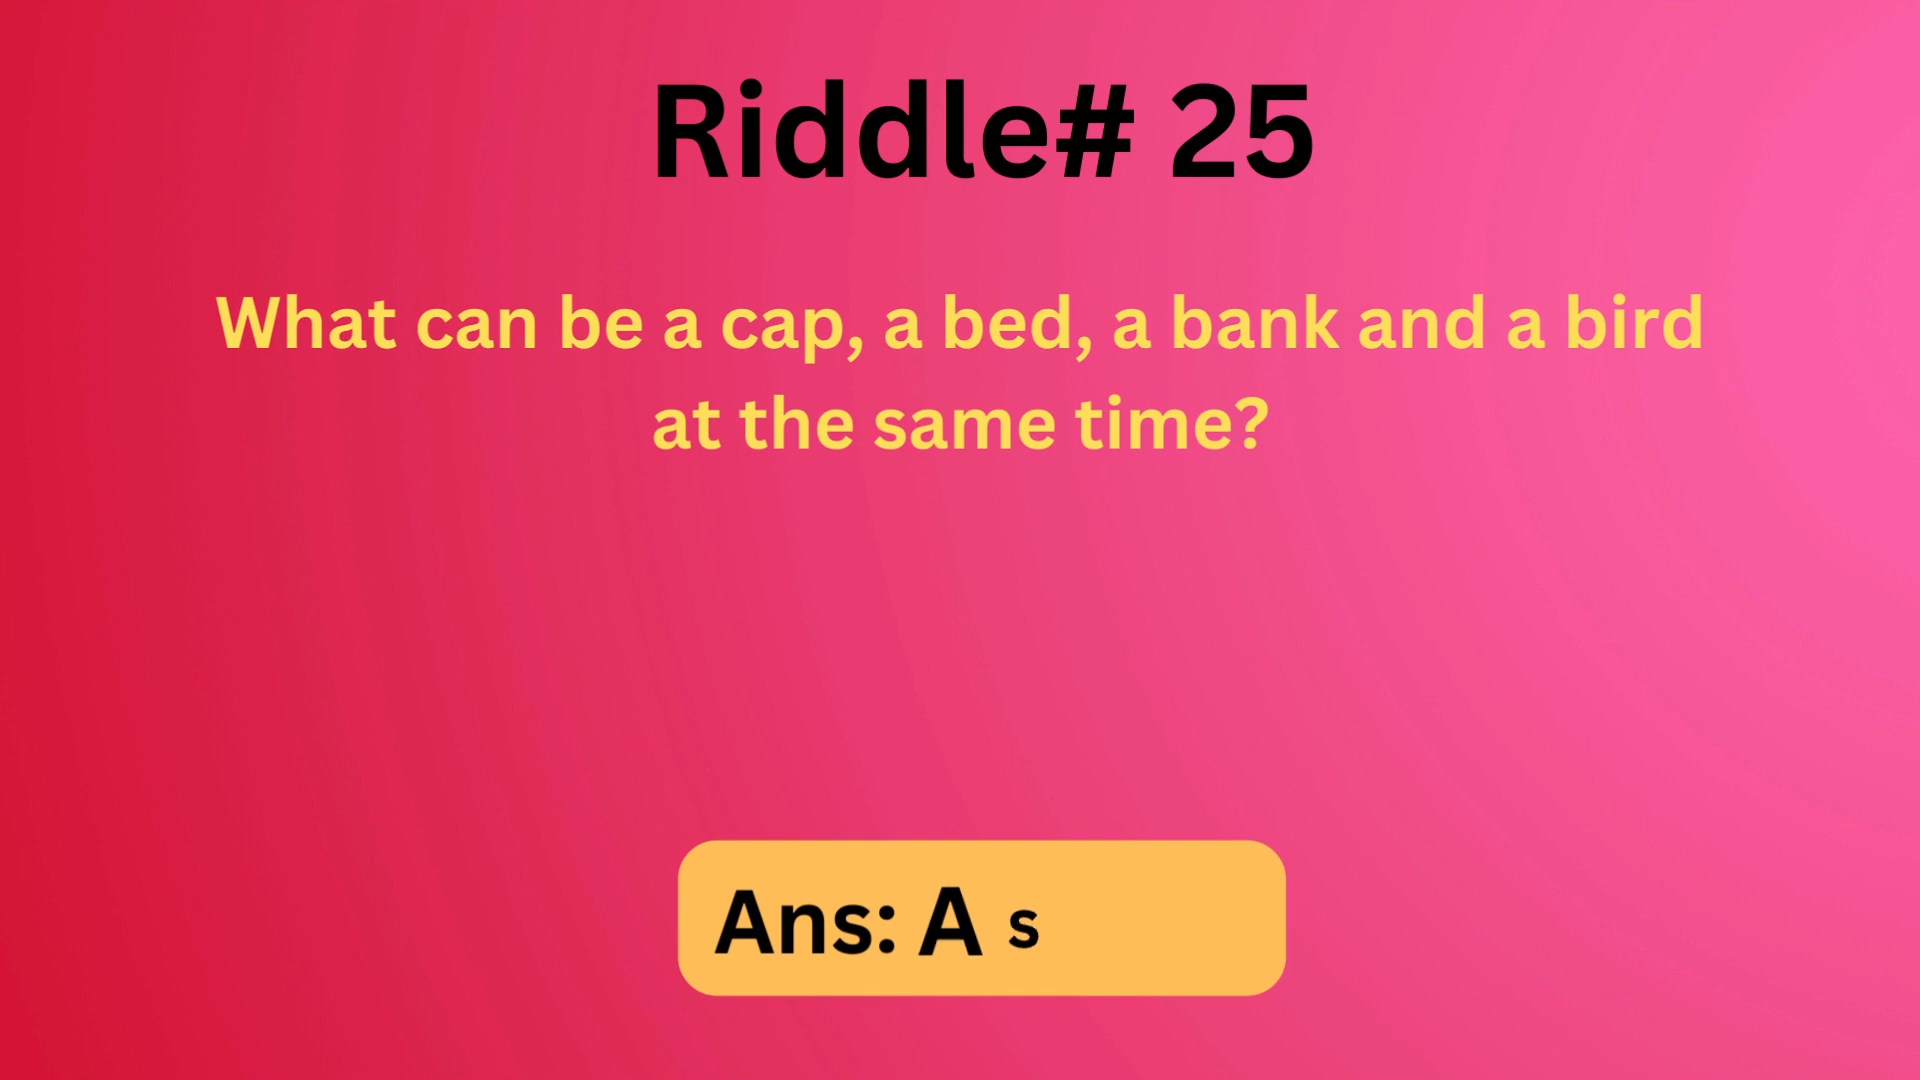 Riddle# 25
What can be a cap, a bed, a bank and a bird
at the same time?
Ans: A s